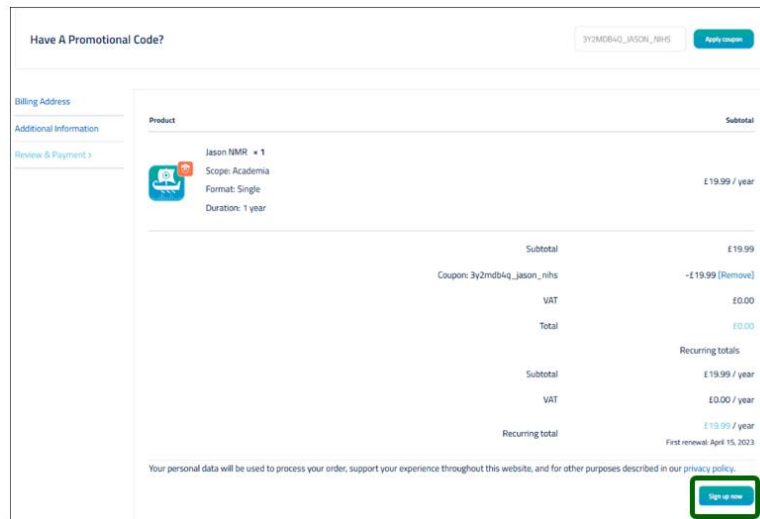 Have A Promotional Code?
3Y2MDB4Q_JASON_NIHS
Apply coupon
Billing Address
Additional Information
Review & Payment >
Product Subtotal
Jason NMR × 1
Scope: Academia
Format: Single
Duration: 1 year
£19.99 / year
Subtotal £19.99
Coupon: 3y2mdb4q_jason_nihs -£19.99 [Remove]
VAT £0.00
Total £0.00
Recurring totals
Subtotal £19.99 / year
VAT £0.00 / year
Recurring total £19.99 / year
First renewal: April 15, 2023
Your personal data will be used to process your order, support your experience throughout this website, and for other purposes described in our privacy policy.
Sign up now